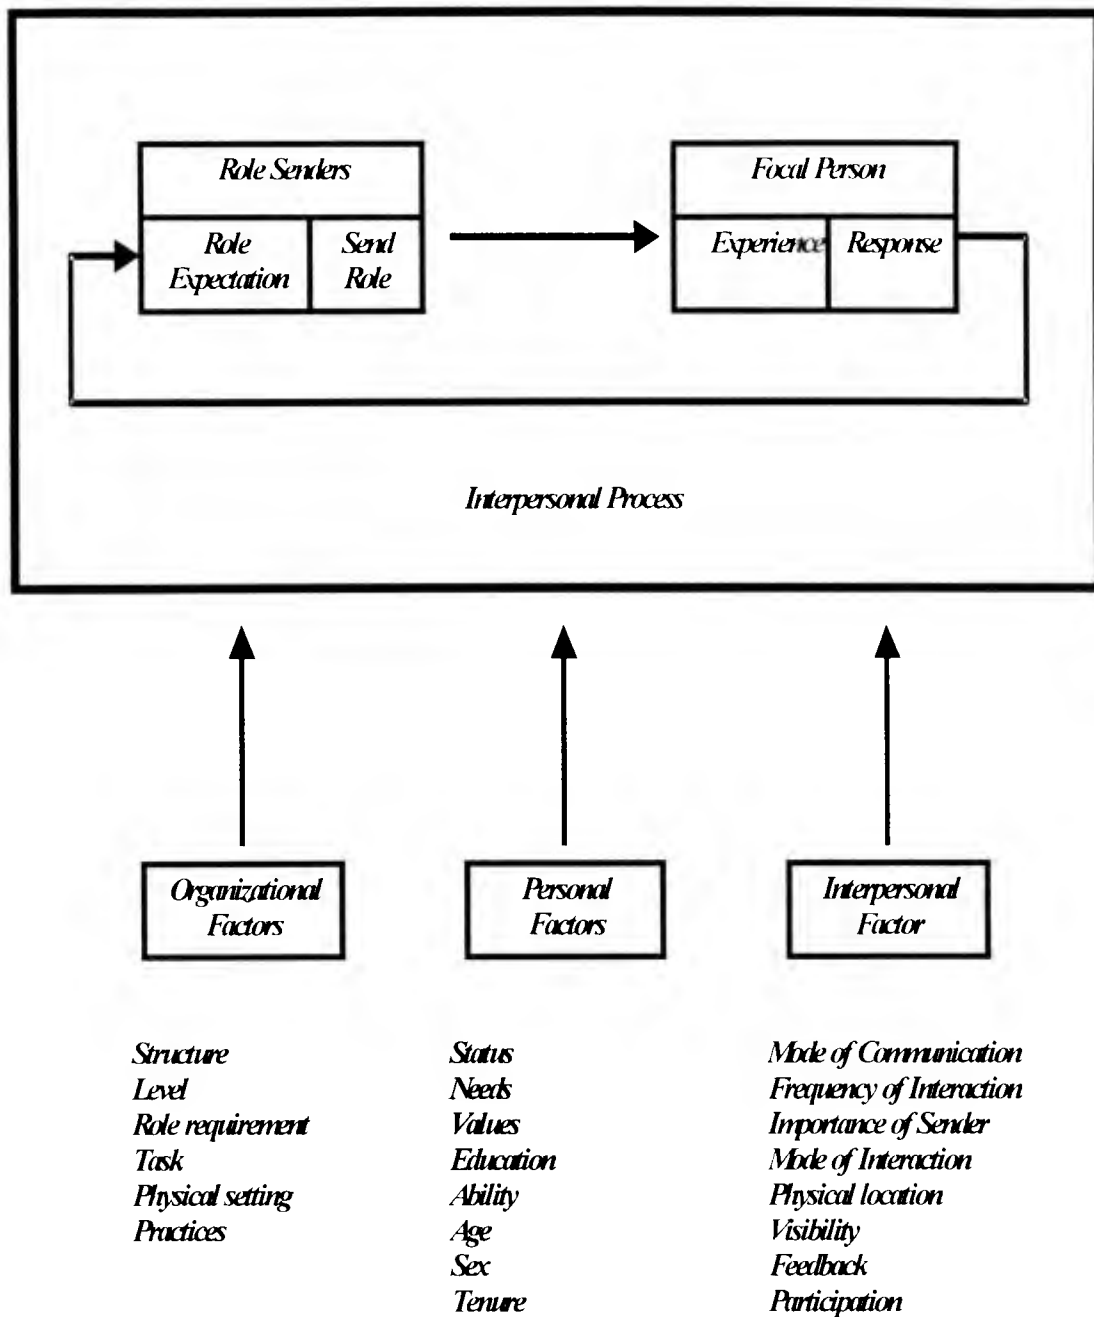 Role Senders
Role
Expectation
Send
Role
Focal Person
Experience
Response
Interpersonal Process
Organizational
Factors
Personal
Factors
Interpersonal
Factor
Structure
Level
Role requirement
Task
Physical setting
Practices
Status
Needs
Values
Education
Ability
Age
Sex
Tenure
Mode of Communication
Frequency of Interaction
Importance of Sender
Mode of Interaction
Physical location
Visibility
Feedback
Participation